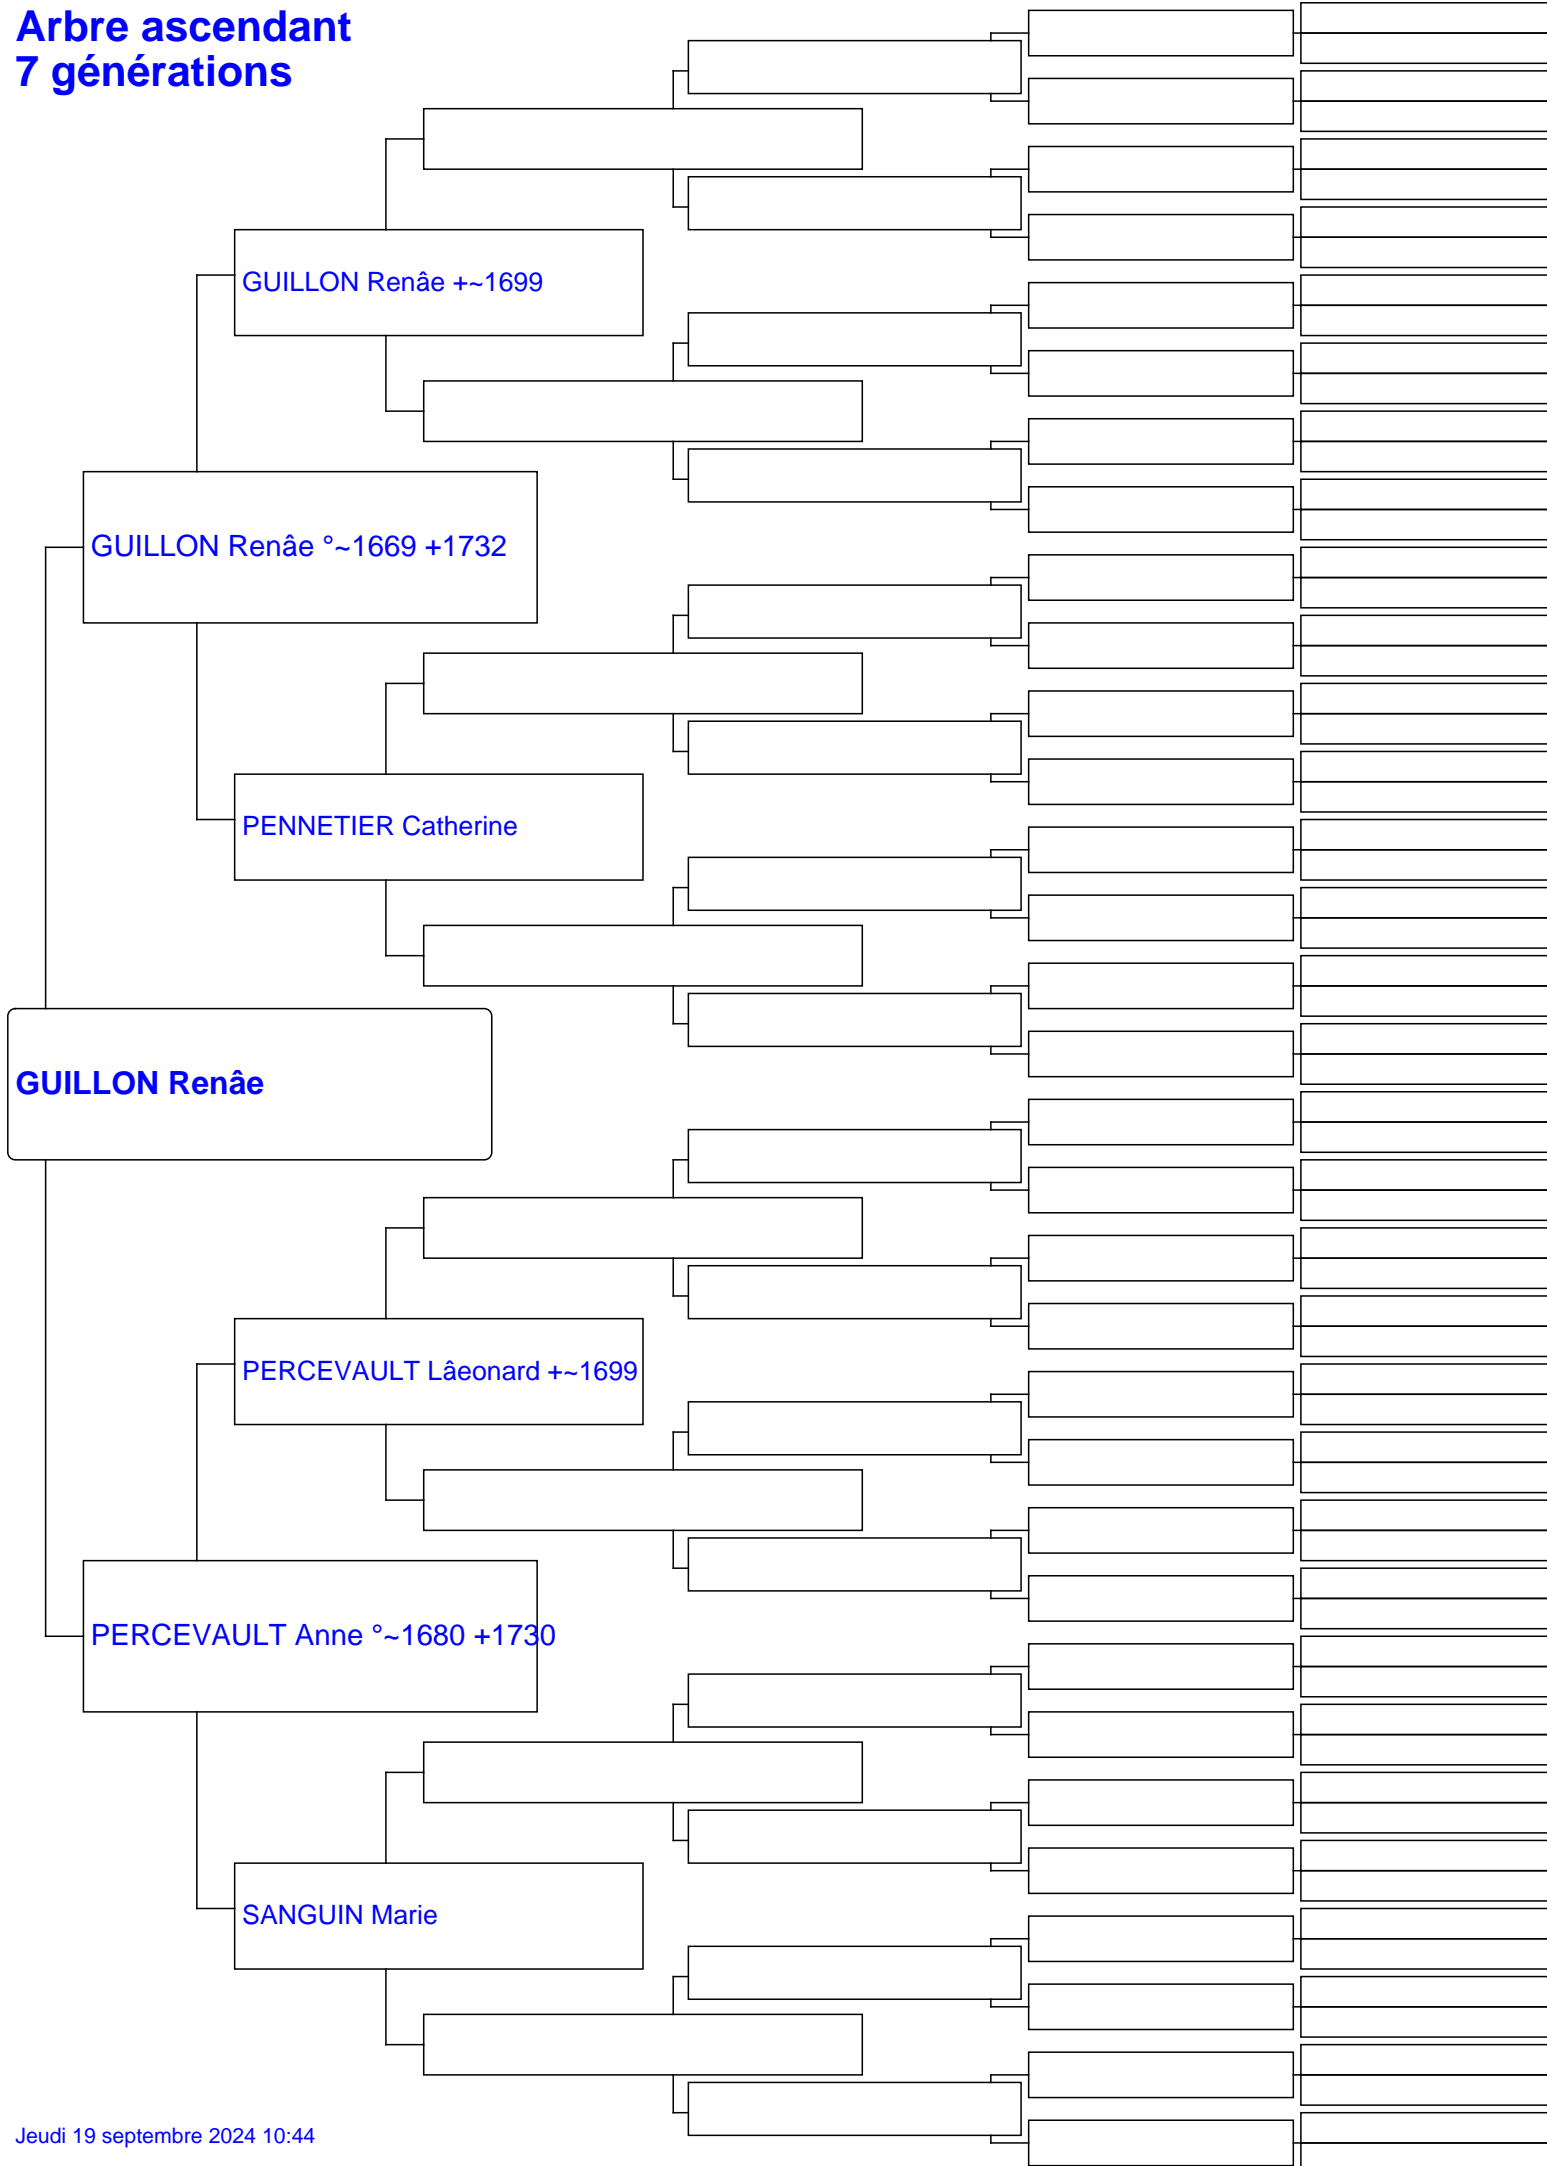 Arbre ascendant
7 générations
GUILLON Renâe +~1699
GUILLON Renâe °~1669 +1732
PENNETIER Catherine
GUILLON Renâe
PERCEVAULT Lâeonard +~1699
PERCEVAULT Anne °~1680 +1730
SANGUIN Marie
Jeudi 19 septembre 2024 10:44